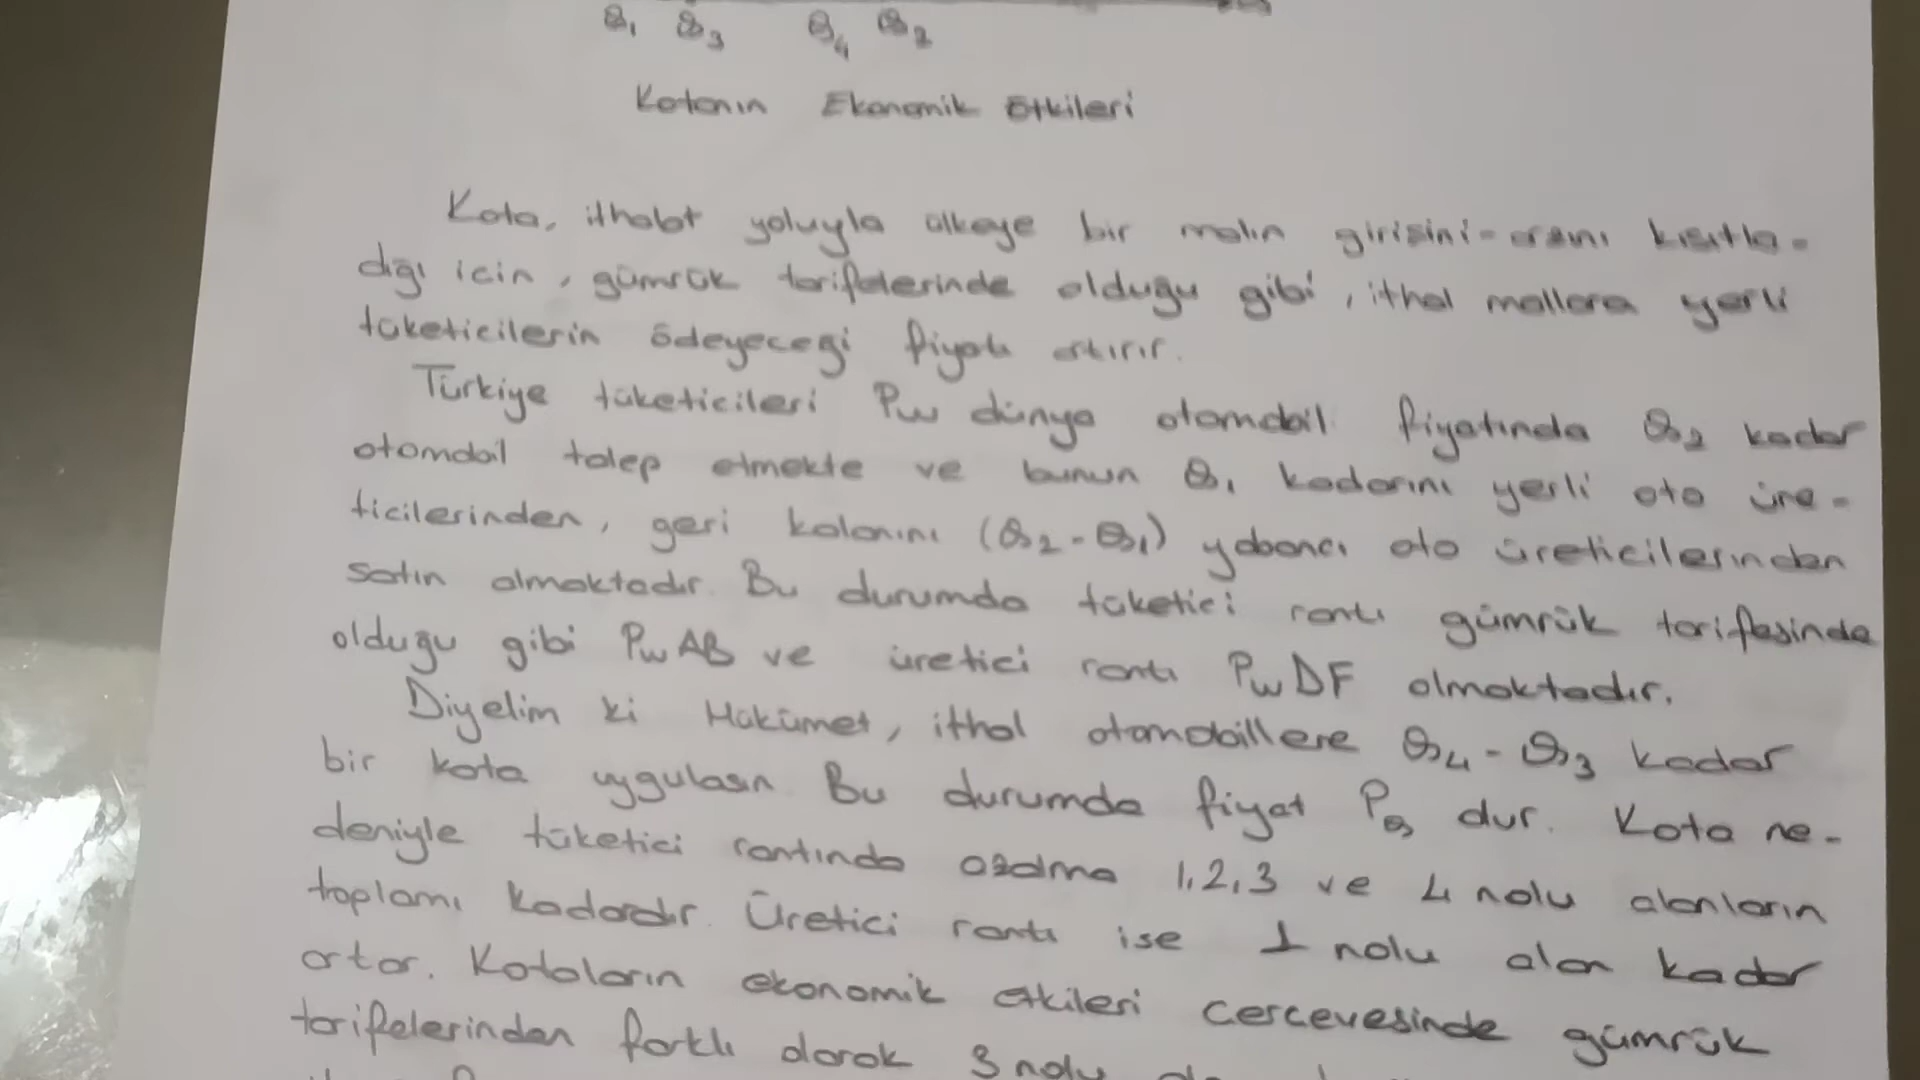 Q1 Q3 Q4 Q2
Kotanın Ekonomik Etkileri
Kota, ithalat yoluyla ülkeye bir malın girişini kısıtla-
dığı için, gümrük tarifelerinde olduğu gibi, ithal mallara yerli
tüketicilerin ödeyeceği fiyatı artırır.
Türkiye tüketicileri Pw dünya otomobil fiyatında Q2 kadar
otomobil talep etmekte ve bunun Q1 kadarını yerli oto üre-
ticilerinden, geri kalanını (Q2-Q1) yabancı oto üreticilerinden
satın almaktadır. Bu durumda tüketici rantı gümrük tarifesinde
olduğu gibi PwAB ve üretici rantı PwDF olmaktadır.
Diyelim ki Hükümet, ithal otomobillere Q4-Q3 kadar
bir kota uygulasın Bu durumda fiyat PQ dur. Kota ne-
deniyle tüketici rantında azalma 1,2,3 ve 4 nolu alanların
toplamı kadardır. Üretici rantı ise 1 nolu alan kadar
artar. Kotaların ekonomik etkileri çerçevesinde gümrük
tarifelerinden farklı olarak 3 nolu